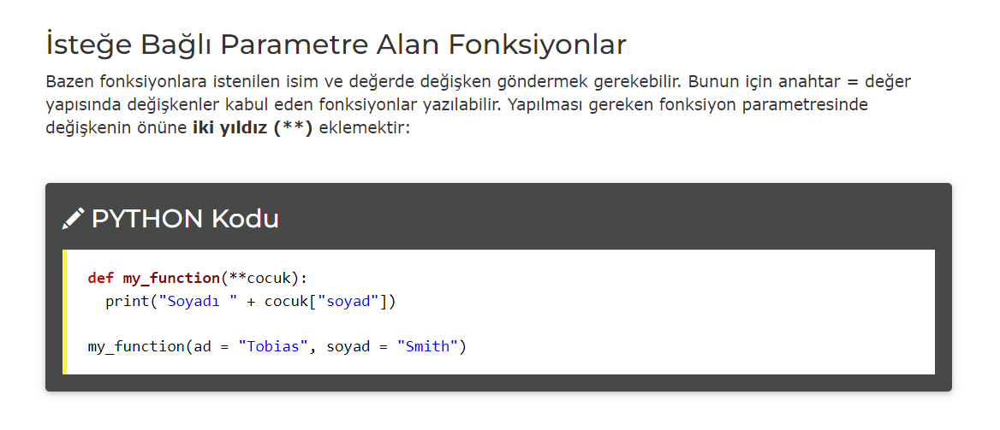 İsteğe Bağlı Parametre Alan Fonksiyonlar
Bazen fonksiyonlara istenilen isim ve değerde değişken göndermek gerekebilir. Bunun için anahtar = değer
yapısında değişkenler kabul eden fonksiyonlar yazılabilir. Yapılması gereken fonksiyon parametresinde
değişkenin önüne iki yıldız (**) eklemektir:
PYTHON Kodu
def my_function(**cocuk):
  print("Soyadı " + cocuk["soyad"])
my_function(ad = "Tobias", soyad = "Smith")